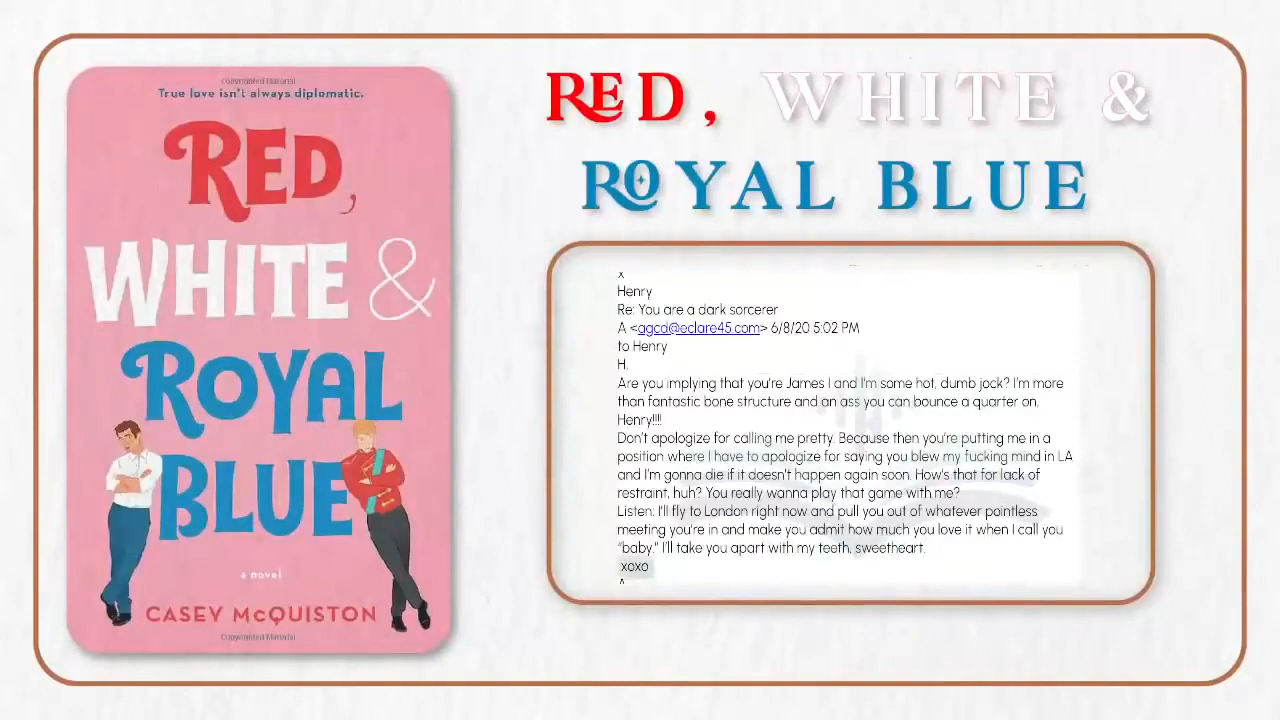 Copyrighted Material
True love isn't always diplomatic.
RED,
WHITE &
ROYAL
BLUE
a novel
CASEY McQUISTON
Copyrighted Material
RED, WHITE &
ROYAL BLUE
x
Henry
Re: You are a dark sorcerer
A <agcd@eclare45.com> 6/8/20 5:02 PM
to Henry
H,
Are you implying that you're James I and I'm some hot, dumb jock? I'm more
than fantastic bone structure and an ass you can bounce a quarter on,
Henry!!!!
Don't apologize for calling me pretty. Because then you're putting me in a
position where I have to apologize for saying you blew my fucking mind in LA
and I'm gonna die if it doesn't happen again soon. How's that for lack of
restraint, huh? You really wanna play that game with me?
Listen: I'll fly to London right now and pull you out of whatever pointless
meeting you're in and make you admit how much you love it when I call you
"baby." I'll take you apart with my teeth, sweetheart.
xoxo